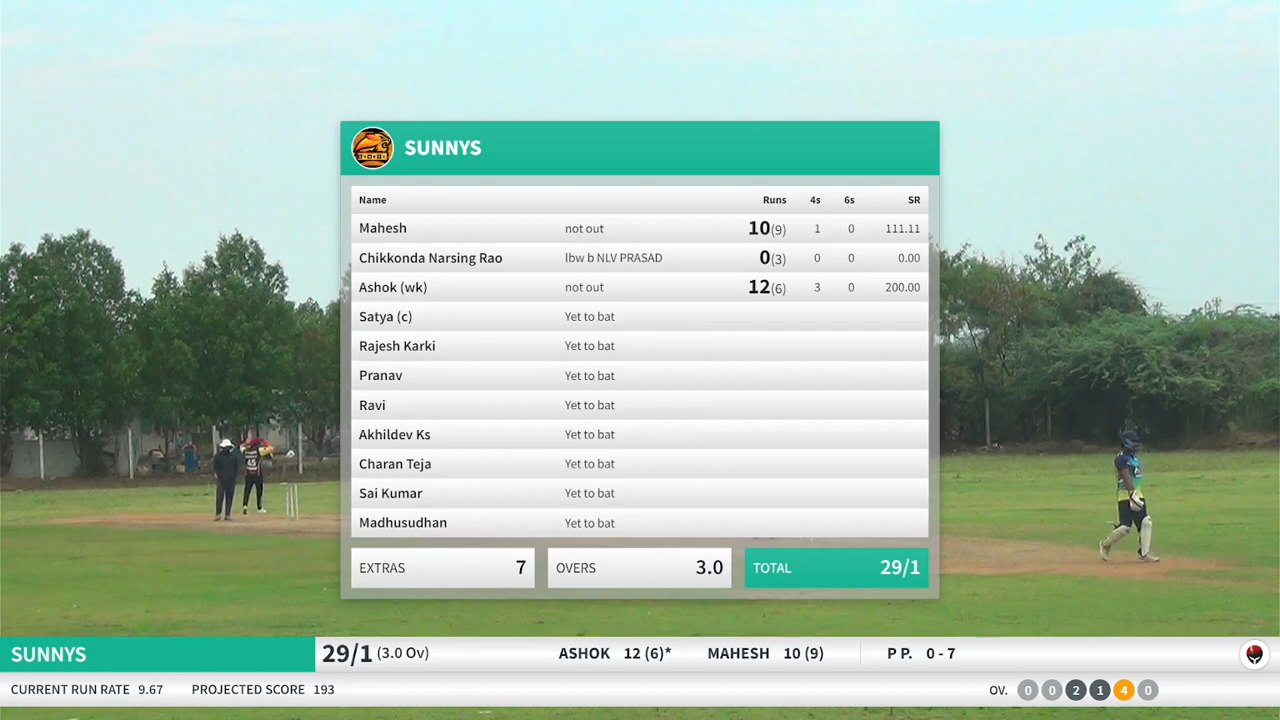 SUNNYS
Name Runs 4s 6s SR
Mahesh not out 10(9) 1 0 111.11
Chikkonda Narsing Rao lbw b NLV PRASAD 0(3) 0 0 0.00
Ashok (wk) not out 12(6) 3 0 200.00
Satya (c) Yet to bat
Rajesh Karki Yet to bat
Pranav Yet to bat
Ravi Yet to bat
Akhildev Ks Yet to bat
Charan Teja Yet to bat
Sai Kumar Yet to bat
Madhusudhan Yet to bat
EXTRAS 7 OVERS 3.0 TOTAL 29/1
45
SUNNYS 29/1 (3.0 Ov) ASHOK 12 (6)* MAHESH 10 (9) P P. 0 - 7
CURRENT RUN RATE 9.67 PROJECTED SCORE 193 OV. 0 0 2 1 4 0